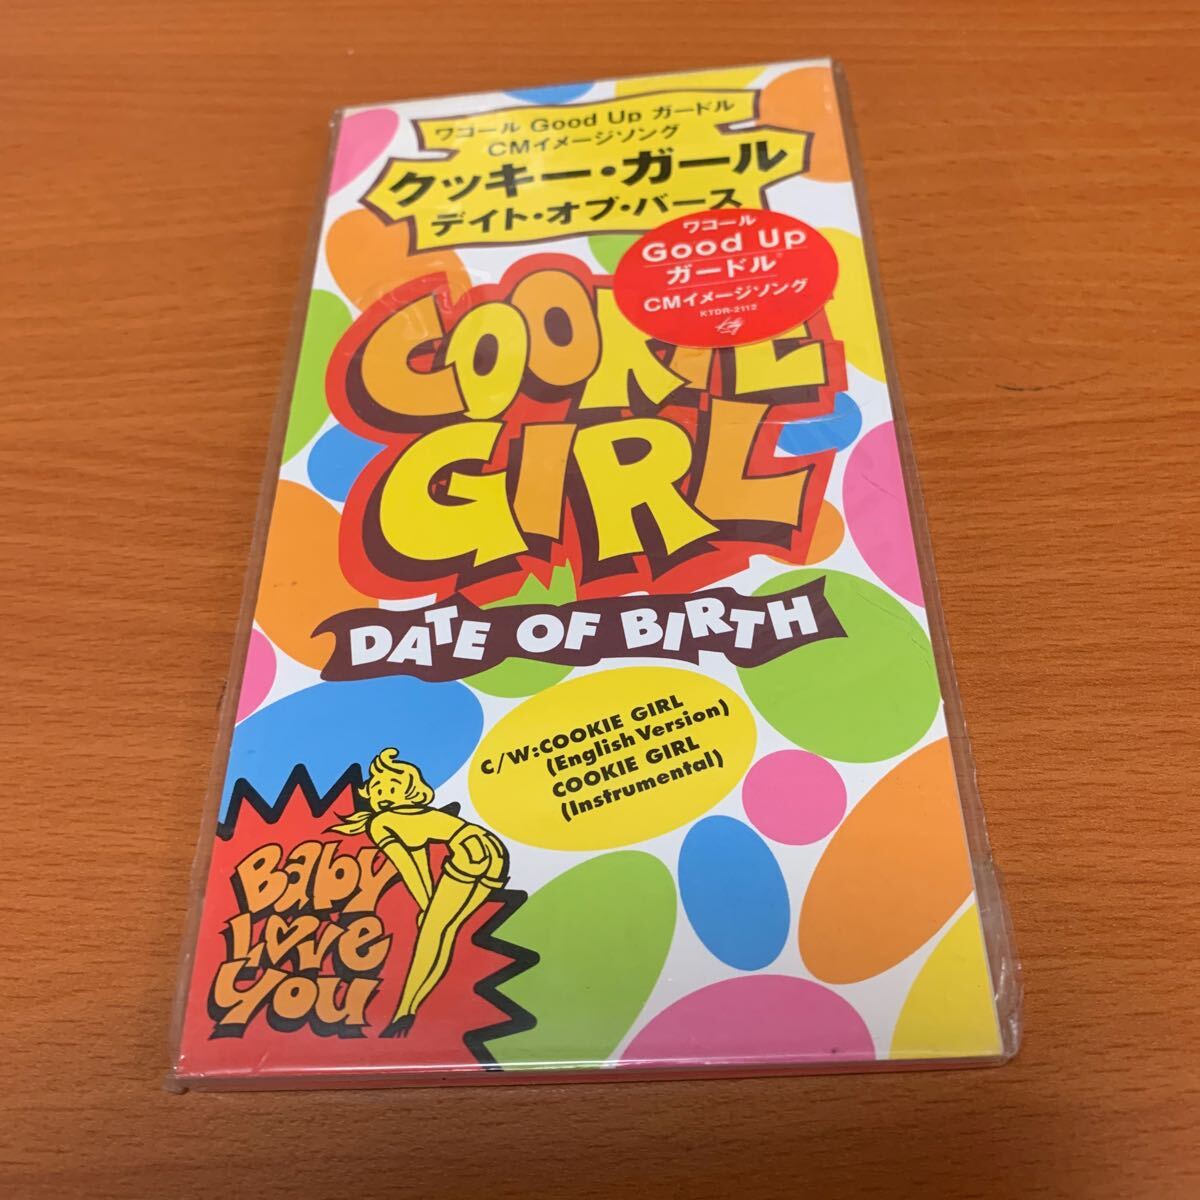 ワコール Good Up ガードル
CMイメージソング
クッキー・ガール
デイト・オブ・バース
ワコール
Good Up
ガードル
CMイメージソング
KTDR-2112
Kitty
COOKIE
GIRL
DATE OF BIRTH
C/W:COOKIE GIRL
(English Version)
COOKIE GIRL
(Instrumental)
Baby
Love
You